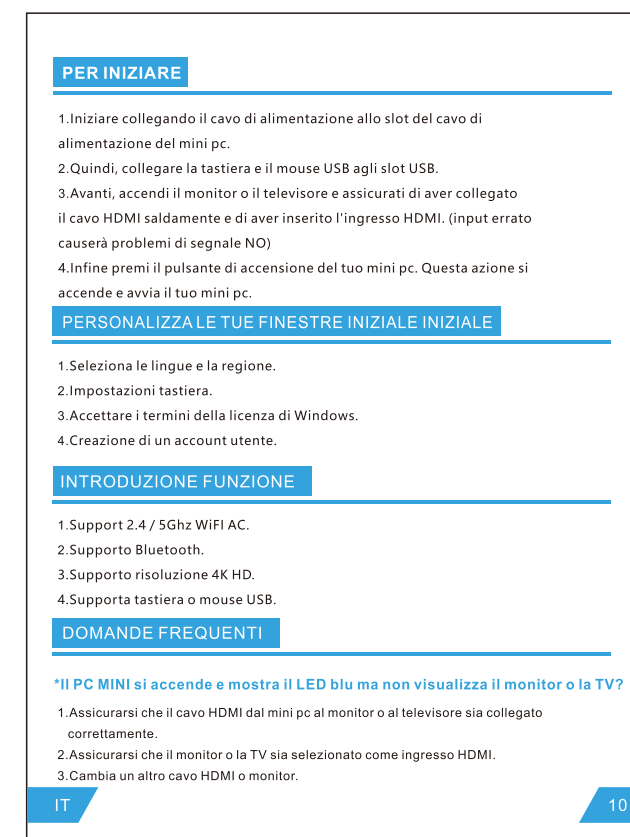 PER INIZIARE
1.Iniziare collegando il cavo di alimentazione allo slot del cavo di
alimentazione del mini pc.
2.Quindi, collegare la tastiera e il mouse USB agli slot USB.
3.Avanti, accendi il monitor o il televisore e assicurati di aver collegato
il cavo HDMI saldamente e di aver inserito l'ingresso HDMI. (input errato
causerà problemi di segnale NO)
4.Infine premi il pulsante di accensione del tuo mini pc. Questa azione si
accende e avvia il tuo mini pc.
PERSONALIZZA LE TUE FINESTRE INIZIALE INIZIALE
1.Seleziona le lingue e la regione.
2.Impostazioni tastiera.
3.Accettare i termini della licenza di Windows.
4.Creazione di un account utente.
INTRODUZIONE FUNZIONE
1.Support 2.4 / 5Ghz WiFI AC.
2.Supporto Bluetooth.
3.Supporto risoluzione 4K HD.
4.Supporta tastiera o mouse USB.
DOMANDE FREQUENTI
*Il PC MINI si accende e mostra il LED blu ma non visualizza il monitor o la TV?
1.Assicurarsi che il cavo HDMI dal mini pc al monitor o al televisore sia collegato
correttamente.
2.Assicurarsi che il monitor o la TV sia selezionato come ingresso HDMI.
3.Cambia un altro cavo HDMI o monitor.
IT
10